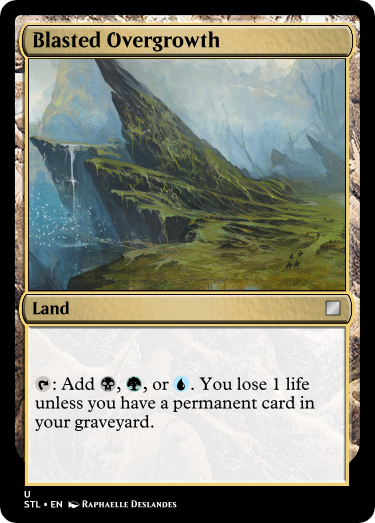 Blasted Overgrowth
Land
: Add , , or . You lose 1 life
unless you have a permanent card in
your graveyard.
U
STL • EN Raphaelle Deslandes